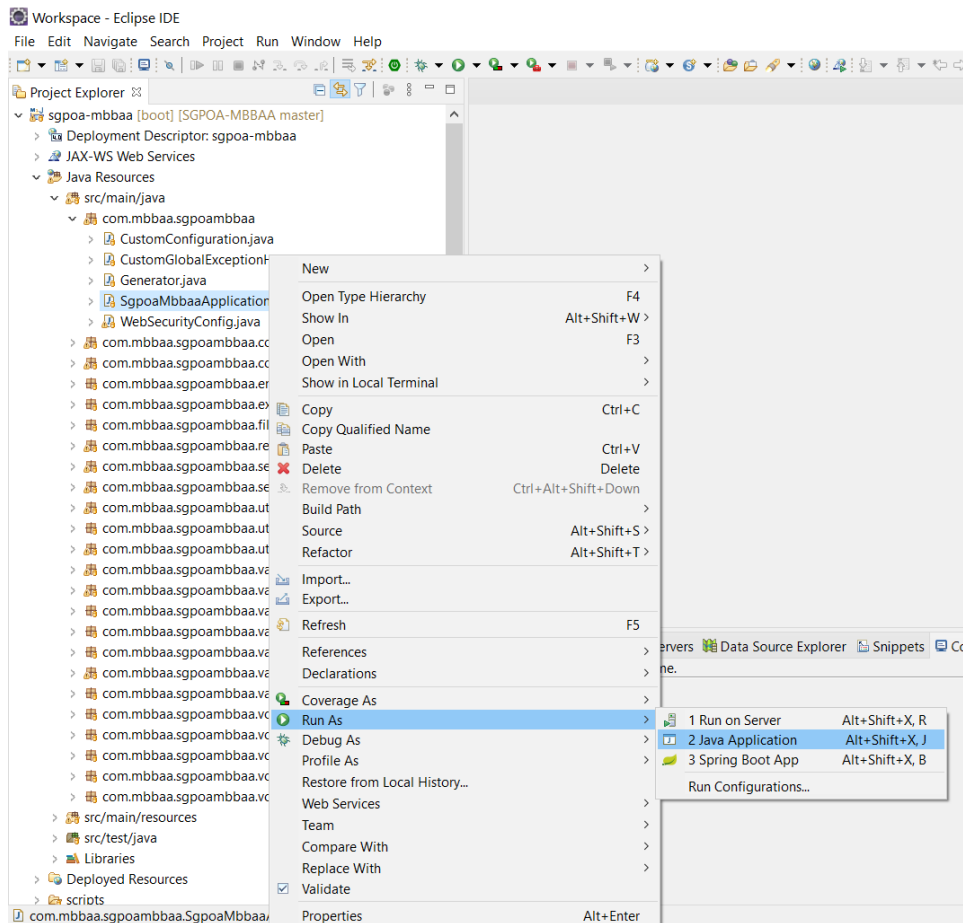 Workspace - Eclipse IDE
File Edit Navigate Search Project Run Window Help
Project Explorer
sgpoa-mbbaa [boot] [SGPOA-MBBAA master]
Deployment Descriptor: sgpoa-mbbaa
JAX-WS Web Services
Java Resources
src/main/java
com.mbbaa.sgpoambbaa
CustomConfiguration.java
CustomGlobalExceptionH
Generator.java
SgpoaMbbaaApplication
WebSecurityConfig.java
com.mbbaa.sgpoambbaa.co
com.mbbaa.sgpoambbaa.co
com.mbbaa.sgpoambbaa.en
com.mbbaa.sgpoambbaa.ex
com.mbbaa.sgpoambbaa.fil
com.mbbaa.sgpoambbaa.re
com.mbbaa.sgpoambbaa.se
com.mbbaa.sgpoambbaa.se
com.mbbaa.sgpoambbaa.ut
com.mbbaa.sgpoambbaa.ut
com.mbbaa.sgpoambbaa.ut
com.mbbaa.sgpoambbaa.va
com.mbbaa.sgpoambbaa.va
com.mbbaa.sgpoambbaa.va
com.mbbaa.sgpoambbaa.va
com.mbbaa.sgpoambbaa.va
com.mbbaa.sgpoambbaa.va
com.mbbaa.sgpoambbaa.vo
com.mbbaa.sgpoambbaa.vo
com.mbbaa.sgpoambbaa.vo
com.mbbaa.sgpoambbaa.vo
com.mbbaa.sgpoambbaa.vo
com.mbbaa.sgpoambbaa.vo
src/main/resources
src/test/java
Libraries
Deployed Resources
scripts
com.mbbaa.sgpoambbaa.SgpoaMbbaa
New
Open Type Hierarchy F4
Show In Alt+Shift+W
Open F3
Open With
Show in Local Terminal
Copy Ctrl+C
Copy Qualified Name
Paste Ctrl+V
Delete Delete
Remove from Context Ctrl+Alt+Shift+Down
Build Path
Source Alt+Shift+S
Refactor Alt+Shift+T
Import...
Export...
Refresh F5
References
Declarations
Coverage As
Run As
Debug As
Profile As
Restore from Local History...
Web Services
Team
Compare With
Replace With
Validate
Properties Alt+Enter
1 Run on Server Alt+Shift+X, R
2 Java Application Alt+Shift+X, J
3 Spring Boot App Alt+Shift+X, B
Run Configurations...
ervers Data Source Explorer Snippets Co
ne.